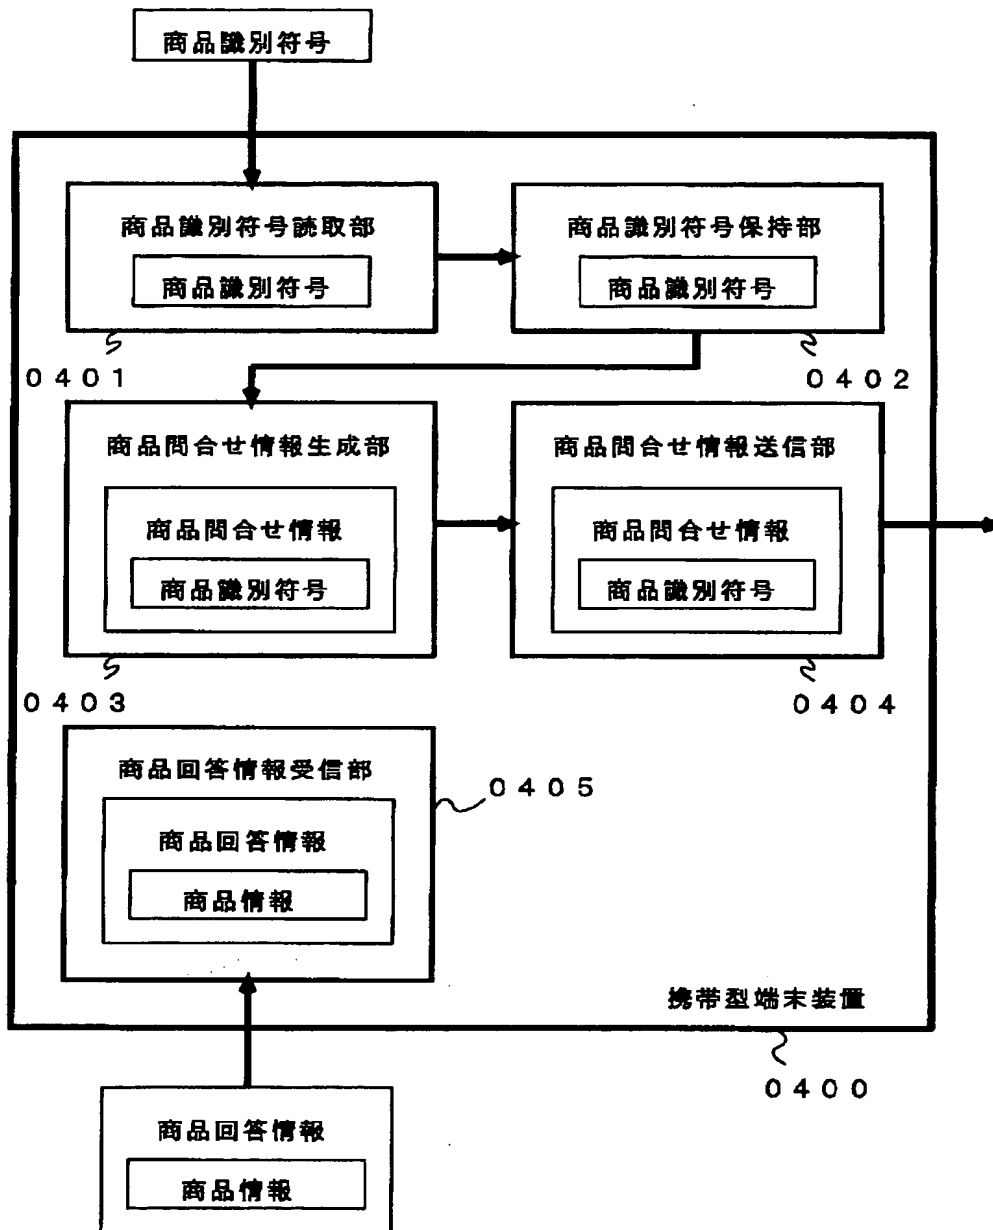 商品識別符号
商品識別符号読取部
商品識別符号
0401
商品識別符号保持部
商品識別符号
0402
商品問合せ情報生成部
商品問合せ情報
商品識別符号
0403
商品問合せ情報送信部
商品問合せ情報
商品識別符号
0404
商品回答情報受信部
商品回答情報
商品情報
0405
携帯型端末装置
0400
商品回答情報
商品情報